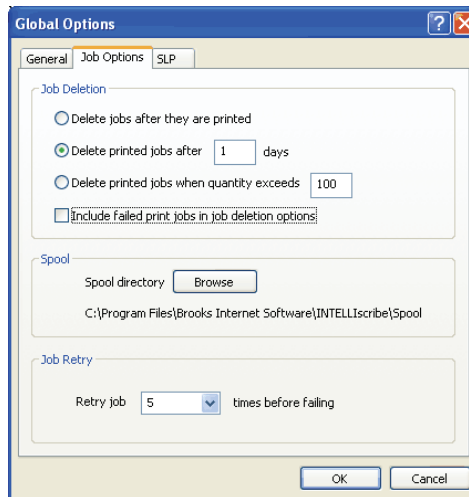 Global Options
General Job Options SLP
Job Deletion
Delete jobs after they are printed
Delete printed jobs after 1 days
Delete printed jobs when quantity exceeds 100
Include failed print jobs in job deletion options
Spool
Spool directory Browse
C:\Program Files\Brooks Internet Software\INTELLIscribe\Spool
Job Retry
Retry job 5 times before failing
OK Cancel